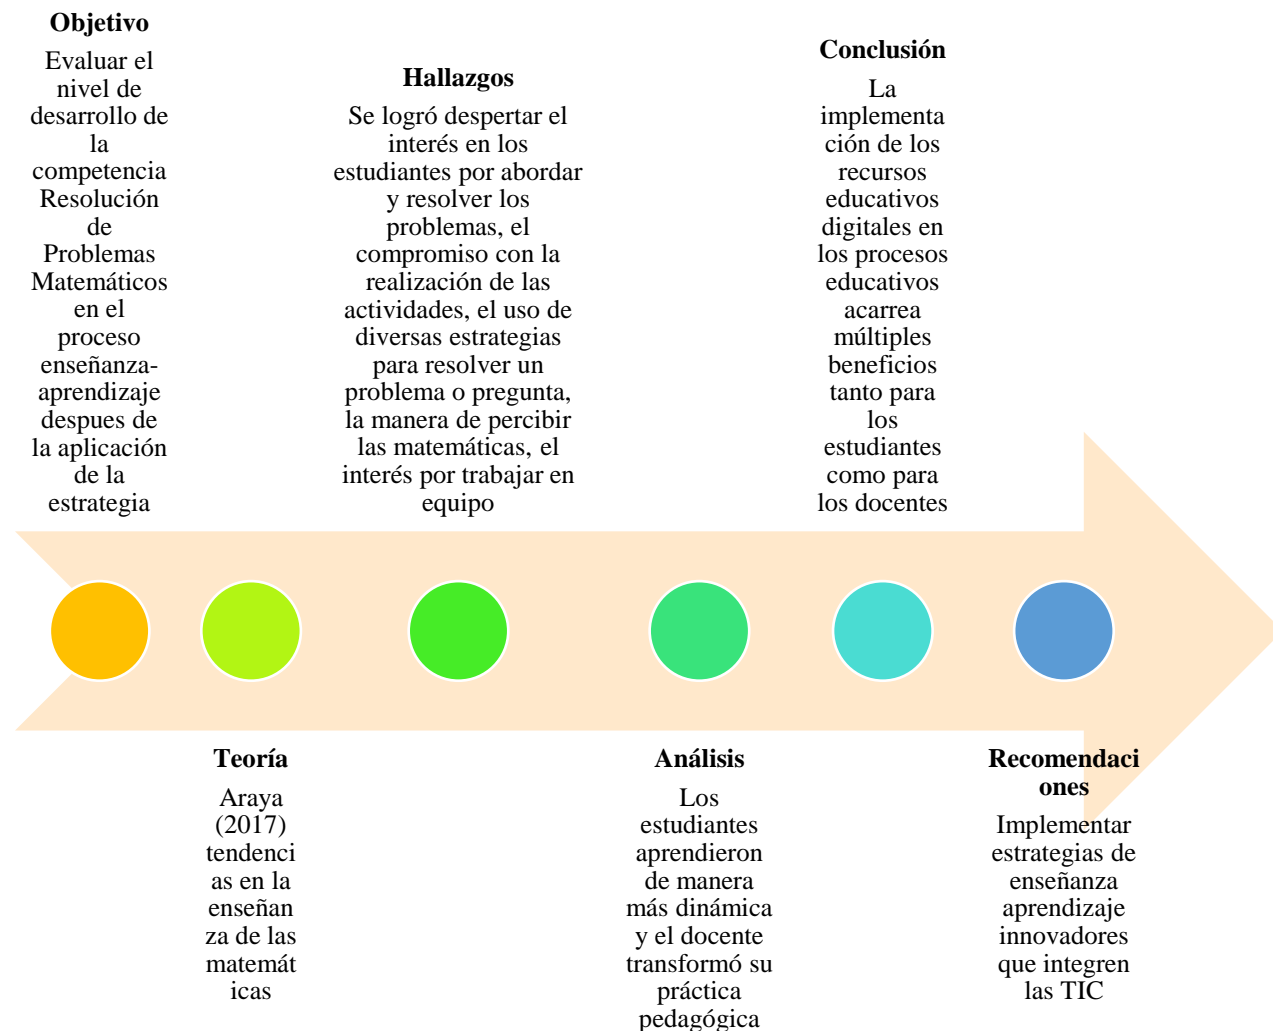 Objetivo
Evaluar el
nivel de
desarrollo de
la
competencia
Resolución
de
Problemas
Matemáticos
en el
proceso
enseñanza-
aprendizaje
despues de
la aplicación
de la
estrategia
Teoría
Araya
(2017)
tendenci
as en la
enseñan
za de las
matemát
icas
Hallazgos
Se logró despertar el
interés en los
estudiantes por abordar
y resolver los
problemas, el
compromiso con la
realización de las
actividades, el uso de
diversas estrategias
para resolver un
problema o pregunta,
la manera de percibir
las matemáticas, el
interés por trabajar en
equipo
Análisis
Los
estudiantes
aprendieron
de manera
más dinámica
y el docente
transformó su
práctica
pedagógica
Conclusión
La
implementa
ción de los
recursos
educativos
digitales en
los procesos
educativos
acarrea
múltiples
beneficios
tanto para
los
estudiantes
como para
los docentes
Recomendaci
ones
Implementar
estrategias de
enseñanza
aprendizaje
innovadores
que integren
las TIC